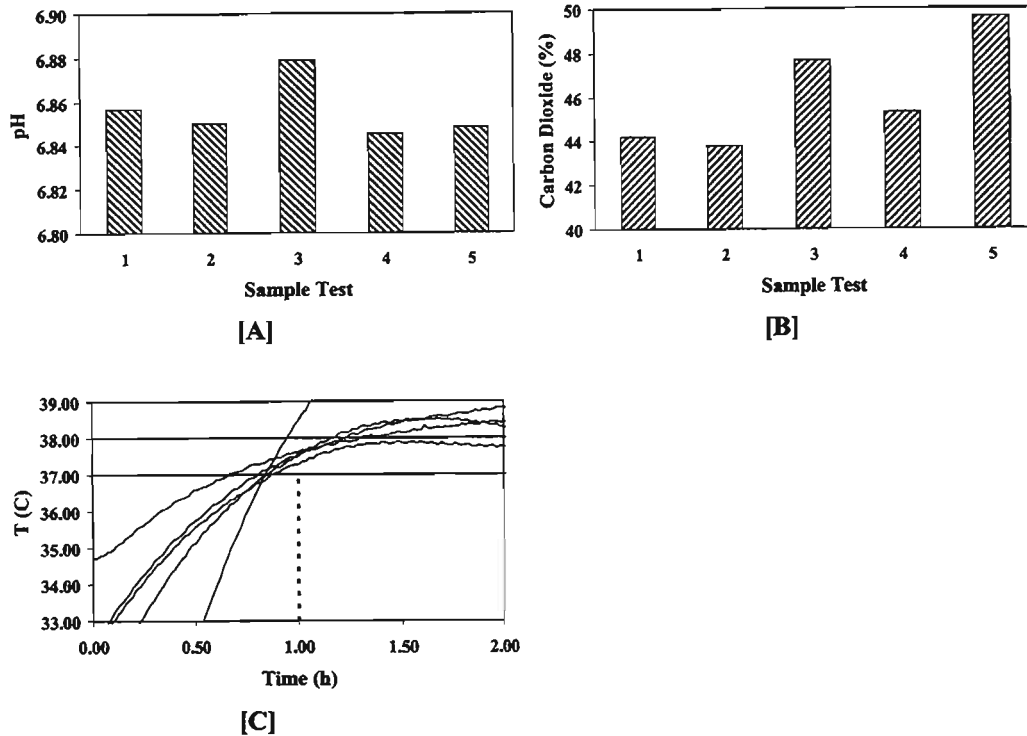 6.90
6.88
6.86
6.84
6.82
6.80
pH
1 2 3 4 5
Sample Test
[A]
50
48
46
44
42
40
Carbon Dioxide (%)
1 2 3 4 5
Sample Test
[B]
39.00
38.00
37.00
36.00
35.00
34.00
33.00
T (C)
0.00 0.50 1.00 1.50 2.00
Time (h)
[C]